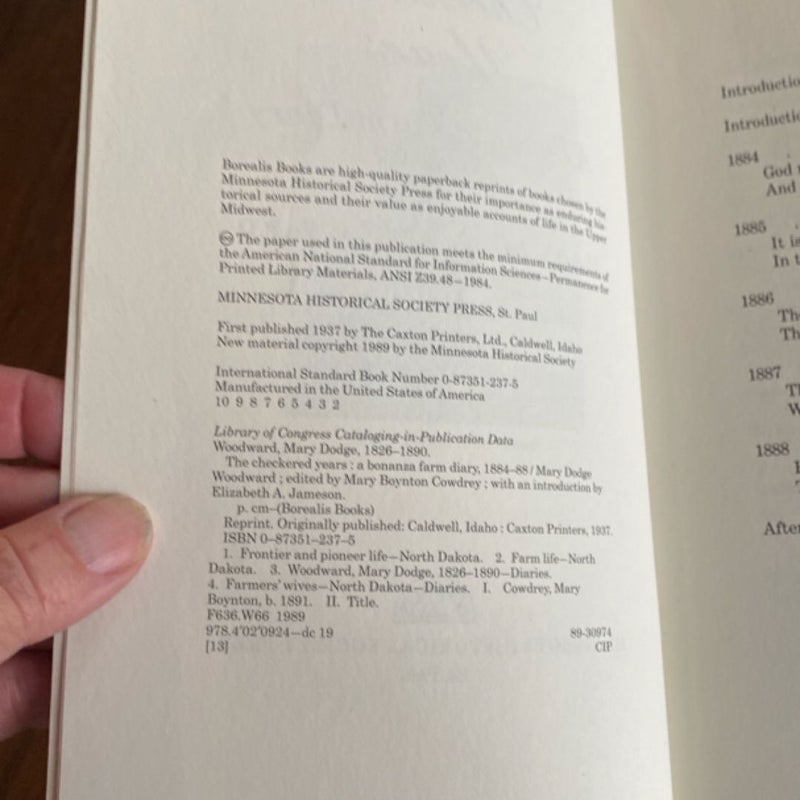 Borealis Books are high-quality paperback reprints of books chosen by the
Minnesota Historical Society Press for their importance as enduring his-
torical sources and their value as enjoyable accounts of life in the Upper
Midwest.
∞ The paper used in this publication meets the minimum requirements of
the American National Standard for Information Sciences—Permanence for
Printed Library Materials, ANSI Z39.48–1984.
MINNESOTA HISTORICAL SOCIETY PRESS, St. Paul
First published 1937 by The Caxton Printers, Ltd., Caldwell, Idaho
New material copyright 1989 by the Minnesota Historical Society
International Standard Book Number 0-87351-237-5
Manufactured in the United States of America
10 9 8 7 6 5 4 3 2
Library of Congress Cataloging-in-Publication Data
Woodward, Mary Dodge, 1826–1890.
The checkered years : a bonanza farm diary, 1884–88 / Mary Dodge
Woodward ; edited by Mary Boynton Cowdrey ; with an introduction by
Elizabeth A. Jameson.
p. cm–(Borealis Books)
Reprint. Originally published: Caldwell, Idaho : Caxton Printers, 1937.
ISBN 0–87351–237–5
1. Frontier and pioneer life—North Dakota. 2. Farm life—North
Dakota. 3. Woodward, Mary Dodge, 1826–1890—Diaries.
4. Farmers' wives—North Dakota—Diaries. I. Cowdrey, Mary
Boynton, b. 1891. II. Title.
F636.W66 1989
978.4'02'0924—dc 19 89-30974
[13] CIP
Introductio
Introductio
1884
God
And
1885
It is
In t
1886
Th
Th
1887
Tl
W
1888
After